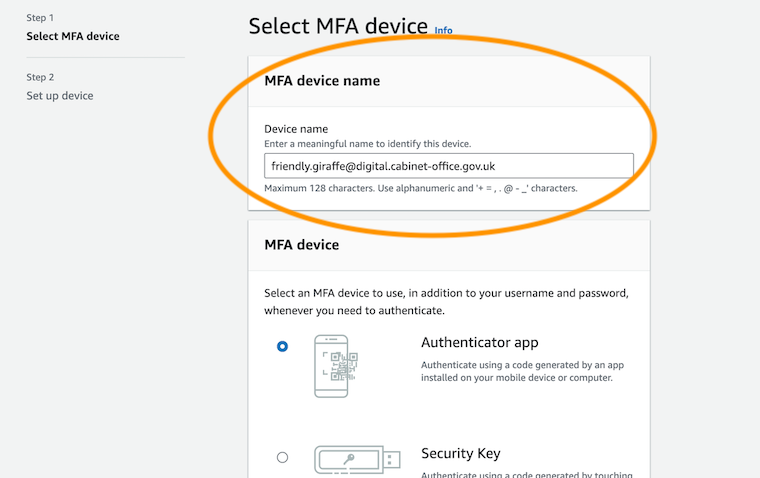 Step 1
Select MFA device
Step 2
Set up device
Select MFA device Info
MFA device name
Device name
Enter a meaningful name to identify this device.
friendly.giraffe@digital.cabinet-office.gov.uk
Maximum 128 characters. Use alphanumeric and '+ = , . @ - _' characters.
MFA device
Select an MFA device to use, in addition to your username and password,
whenever you need to authenticate.
Authenticator app
Authenticate using a code generated by an app
installed on your mobile device or computer.
Security Key
Authenticate using a code generated by touching